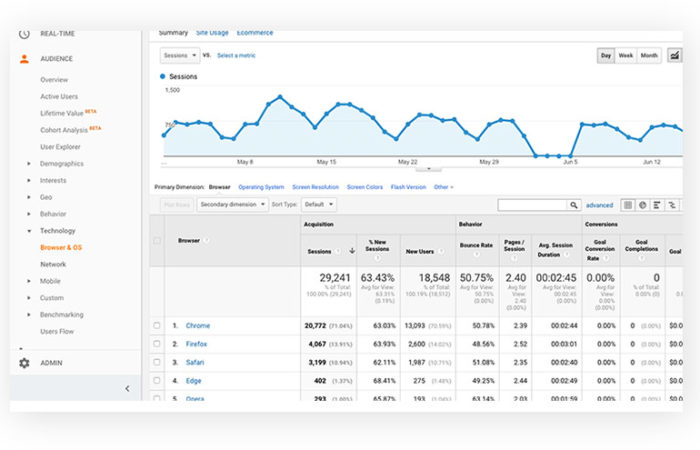 REAL-TIME
AUDIENCE
Overview
Active Users
Lifetime Value BETA
Cohort Analysis BETA
User Explorer
Demographics
Interests
Geo
Behavior
Technology
Browser & OS
Network
Mobile
Custom
Benchmarking
Users Flow
ADMIN
Summary Site Usage Ecommerce
Sessions VS. Select a metric
Day Week Month
Sessions
1,500
...
May 8 May 15 May 22 May 29 Jun 5 Jun 12
Primary Dimension: Browser Operating System Screen Resolution Screen Colors Flash Version Other
Plot Rows Secondary dimension Sort Type: Default advanced
Browser Acquisition Behavior Conversions
Sessions % New Sessions New Users Bounce Rate Pages / Session Avg. Session Duration Goal Conversion Rate Goal Completions Goal
29,241 63.43% 18,548 50.75% 2.40 00:02:45 0.00% 0
% of Total: 100.00% (29,241) Avg for View: 63.31% (0.19%) % of Total: 100.19% (18,512) Avg for View: 50.75% (0.00%) Avg for View: 2.40 (0.00%) Avg for View: 00:02:45 (0.00%) Avg for View: 0.00% (0.00%) % of Total: 0.00% (0)
1. Chrome 20,772 (71.04%) 63.03% 13,093 (70.59%) 50.78% 2.39 00:02:44 0.00% 0 (0.00%) $0.0
2. Firefox 4,067 (13.91%) 63.93% 2,600 (14.02%) 48.56% 2.52 00:03:01 0.00% 0 (0.00%) $0.0
3. Safari 3,199 (10.94%) 62.11% 1,987 (10.71%) 51.08% 2.35 00:02:40 0.00% 0 (0.00%) $0.0
4. Edge 402 (1.37%) 68.41% 275 (1.48%) 49.25% 2.44 00:02:49 0.00% 0 (0.00%) $0.0
5. Opera 293 (1.00%) 65.87% 193 (1.04%) 63.14% 2.03 00:01:59 0.00% 0 (0.00%) $0.0